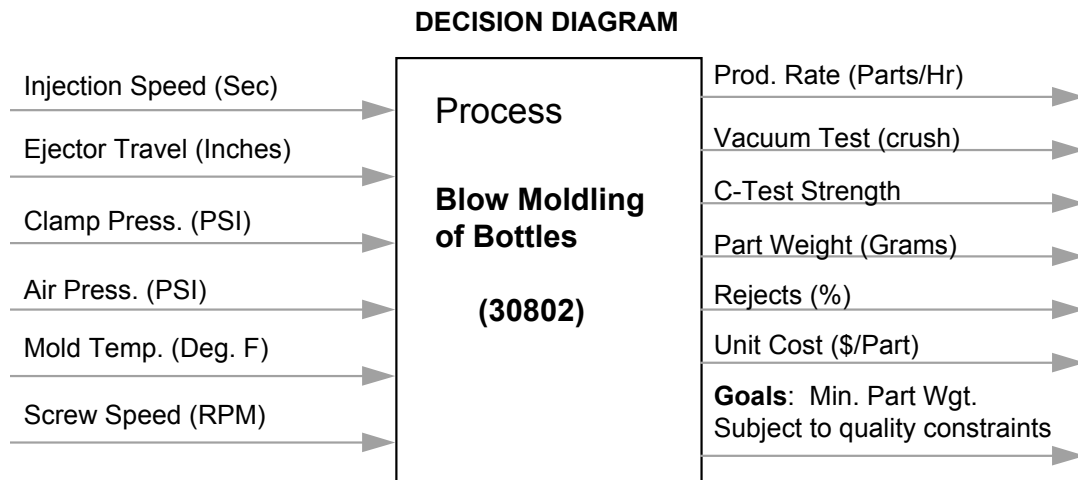 DECISION DIAGRAM
Injection Speed (Sec)
Ejector Travel (Inches)
Clamp Press. (PSI)
Air Press. (PSI)
Mold Temp. (Deg. F)
Screw Speed (RPM)
Process
Blow Moldling
of Bottles
(30802)
Prod. Rate (Parts/Hr)
Vacuum Test (crush)
C-Test Strength
Part Weight (Grams)
Rejects (%)
Unit Cost ($/Part)
Goals: Min. Part Wgt.
Subject to quality constraints